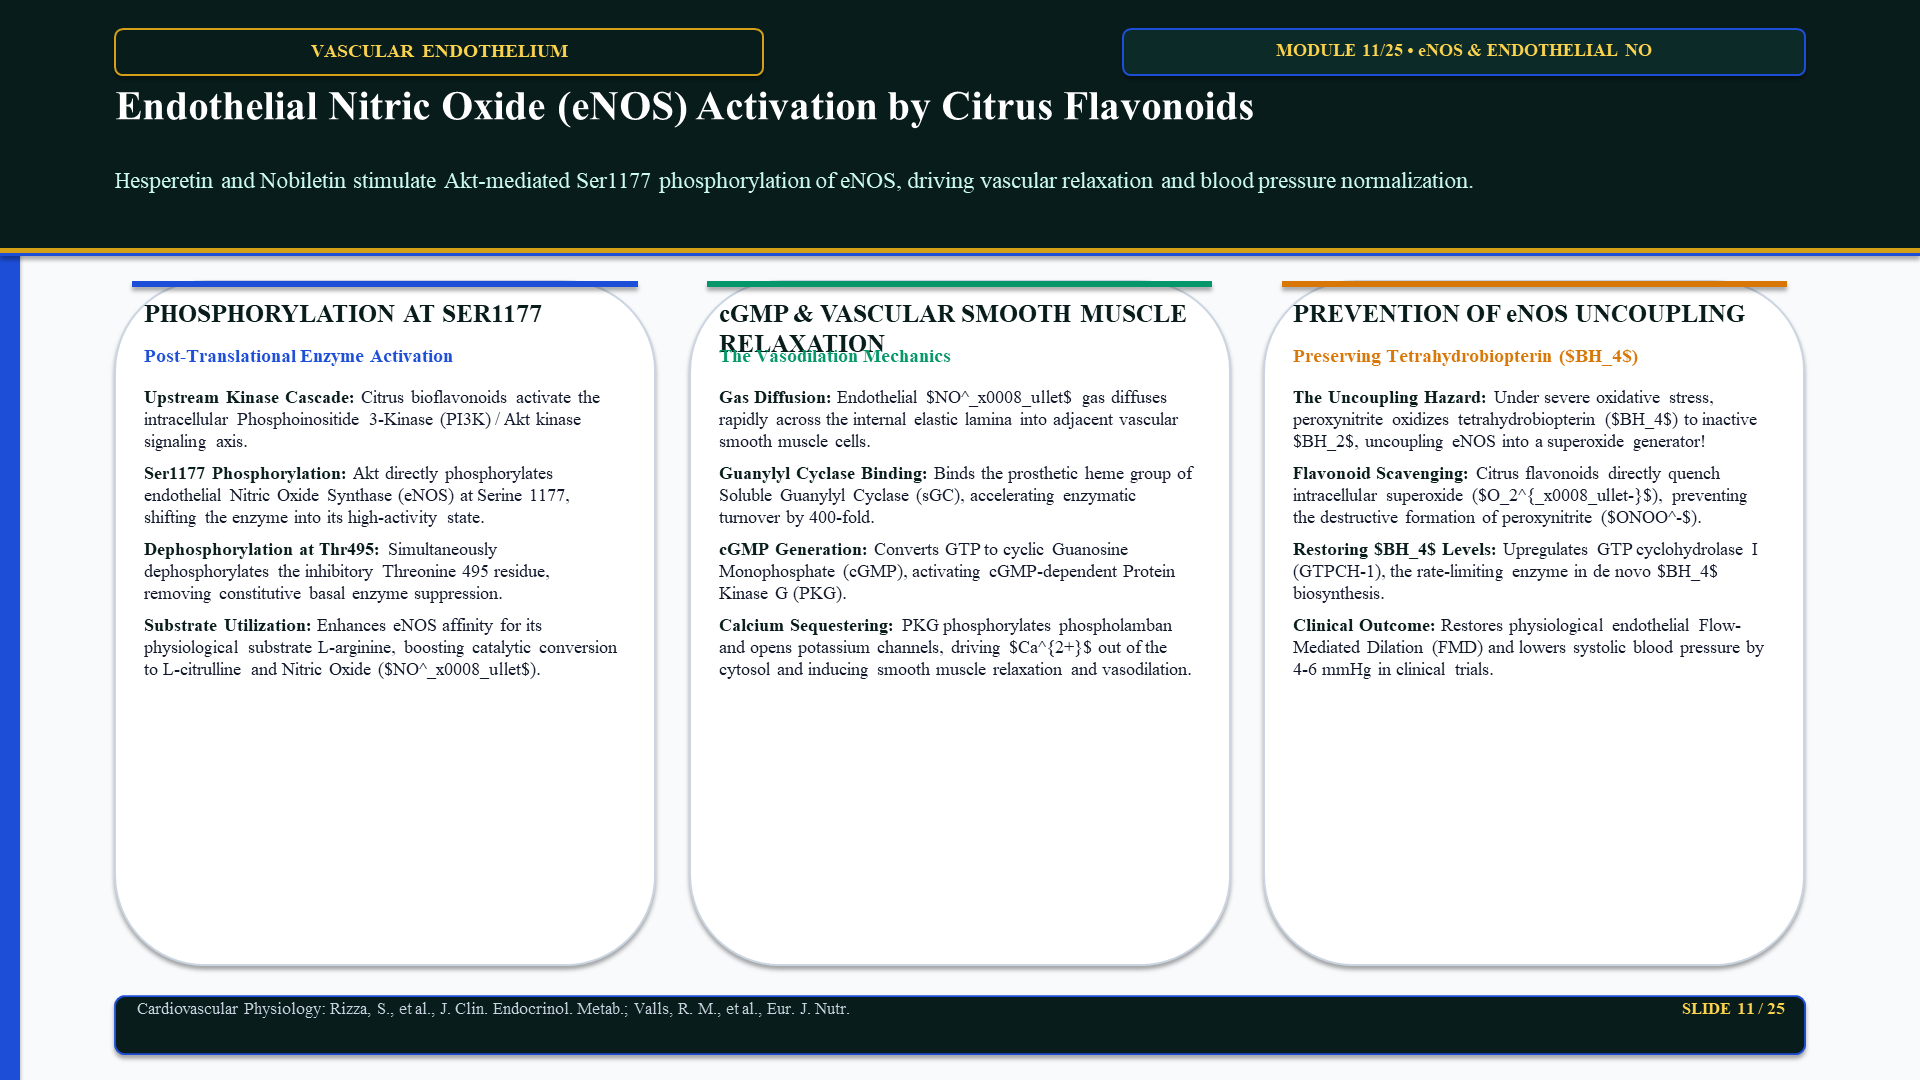 VASCULAR ENDOTHELIUM
MODULE 11/25 • eNOS & ENDOTHELIAL NO
Endothelial Nitric Oxide (eNOS) Activation by Citrus Flavonoids
Hesperetin and Nobiletin stimulate Akt-mediated Ser1177 phosphorylation of eNOS, driving vascular relaxation and blood pressure normalization.
PHOSPHORYLATION AT SER1177
Post-Translational Enzyme Activation
Upstream Kinase Cascade: Citrus bioflavonoids activate the
intracellular Phosphoinositide 3-Kinase (PI3K) / Akt kinase
signaling axis.
Ser1177 Phosphorylation: Akt directly phosphorylates
endothelial Nitric Oxide Synthase (eNOS) at Serine 1177,
shifting the enzyme into its high-activity state.
Dephosphorylation at Thr495: Simultaneously
dephosphorylates the inhibitory Threonine 495 residue,
removing constitutive basal enzyme suppression.
Substrate Utilization: Enhances eNOS affinity for its
physiological substrate L-arginine, boosting catalytic conversion
to L-citrulline and Nitric Oxide ($NO^_x0008_ullet$).
cGMP & VASCULAR SMOOTH MUSCLE
RELAXATION
The Vasodilation Mechanics
Gas Diffusion: Endothelial $NO^_x0008_ullet$ gas diffuses
rapidly across the internal elastic lamina into adjacent vascular
smooth muscle cells.
Guanylyl Cyclase Binding: Binds the prosthetic heme group of
Soluble Guanylyl Cyclase (sGC), accelerating enzymatic
turnover by 400-fold.
cGMP Generation: Converts GTP to cyclic Guanosine
Monophosphate (cGMP), activating cGMP-dependent Protein
Kinase G (PKG).
Calcium Sequestering: PKG phosphorylates phospholamban
and opens potassium channels, driving $Ca^{2+}$ out of the
cytosol and inducing smooth muscle relaxation and vasodilation.
PREVENTION OF eNOS UNCOUPLING
Preserving Tetrahydrobiopterin ($BH_4$)
The Uncoupling Hazard: Under severe oxidative stress,
peroxynitrite oxidizes tetrahydrobiopterin ($BH_4$) to inactive
$BH_2$, uncoupling eNOS into a superoxide generator!
Flavonoid Scavenging: Citrus flavonoids directly quench
intracellular superoxide ($O_2^{_x0008_ullet-}$), preventing
the destructive formation of peroxynitrite ($ONOO^-$).
Restoring $BH_4$ Levels: Upregulates GTP cyclohydrolase I
(GTPCH-1), the rate-limiting enzyme in de novo $BH_4$
biosynthesis.
Clinical Outcome: Restores physiological endothelial Flow-
Mediated Dilation (FMD) and lowers systolic blood pressure by
4-6 mmHg in clinical trials.
Cardiovascular Physiology: Rizza, S., et al., J. Clin. Endocrinol. Metab.; Valls, R. M., et al., Eur. J. Nutr.
SLIDE 11 / 25